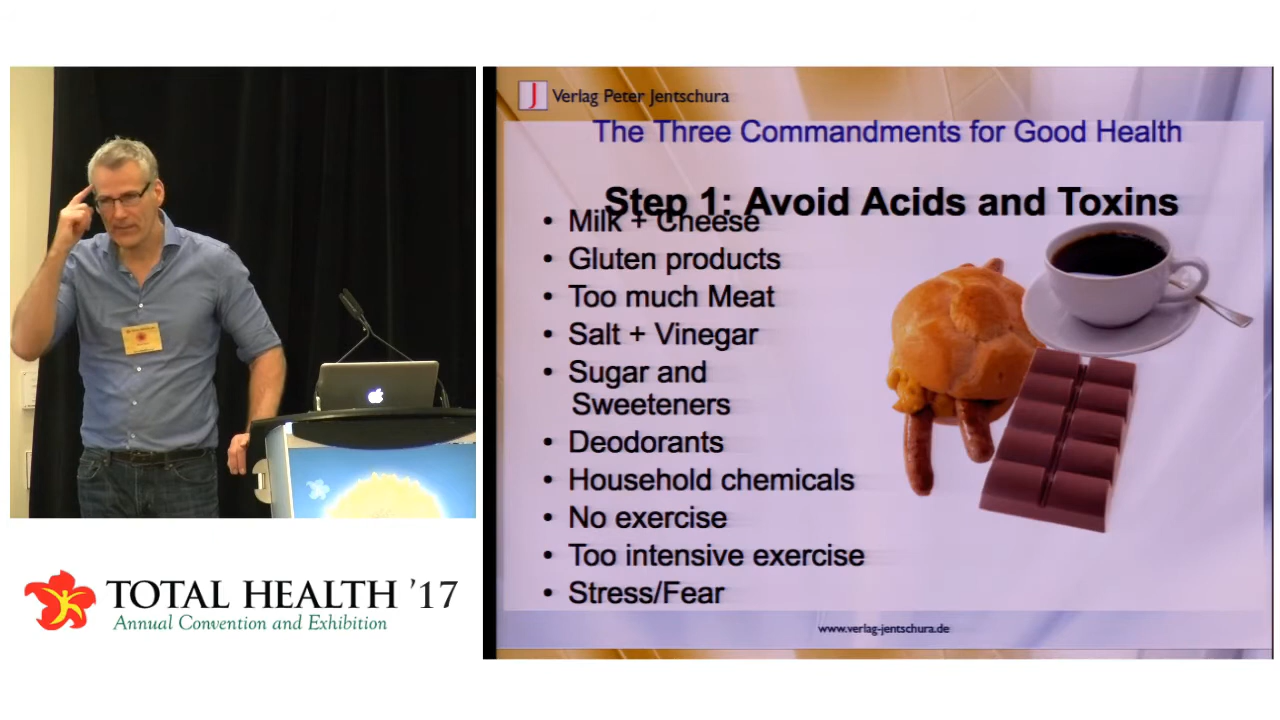 J Verlag Peter Jentschura
The Three Commandments for Good Health
Step 1: Avoid Acids and Toxins
• Milk + Cheese
• Gluten products
• Too much Meat
• Salt + Vinegar
• Sugar and
Sweeteners
• Deodorants
• Household chemicals
• No exercise
• Too intensive exercise
• Stress/Fear
www.verlag-jentschura.de
TOTAL HEALTH '17
Annual Convention and Exhibition